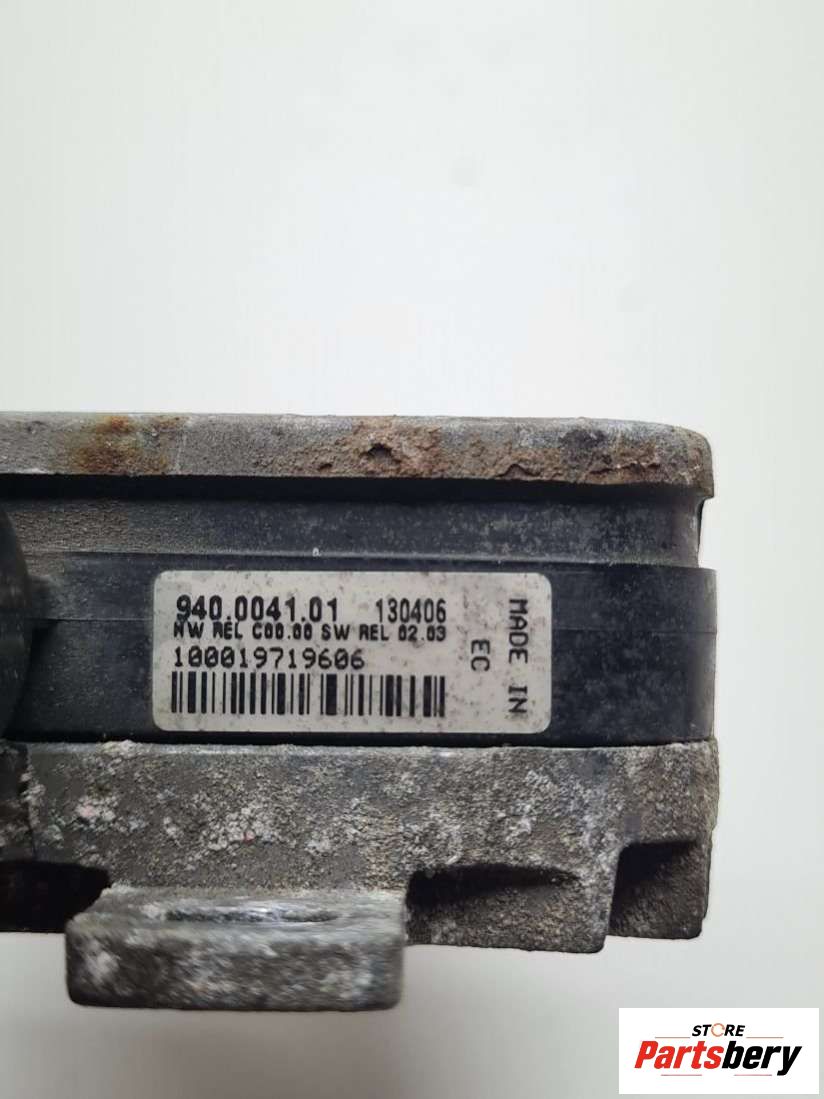 940.0041.01 130406
HW REL C00.00 SW REL 02.03
100019719606
MADE IN
EC
STORE
Partsbery